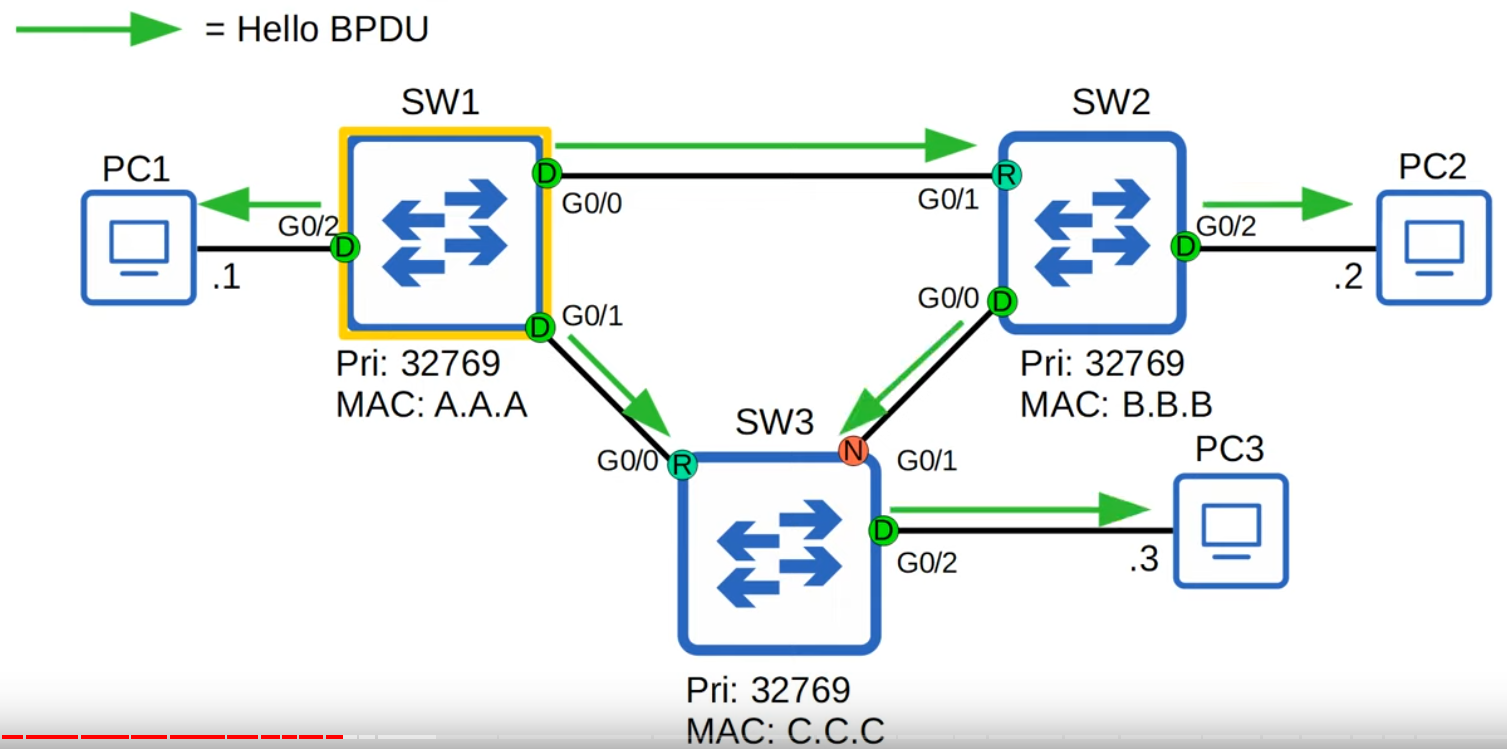 = Hello BPDU
SW1
SW2
PC1
PC2
D
R
G0/0
G0/1
G0/2
D
D
G0/2
.1
.2
G0/0
D
D
G0/1
Pri: 32769
MAC: A.A.A
Pri: 32769
MAC: B.B.B
SW3
PC3
G0/0
R
N
G0/1
D
G0/2
.3
Pri: 32769
MAC: C.C.C